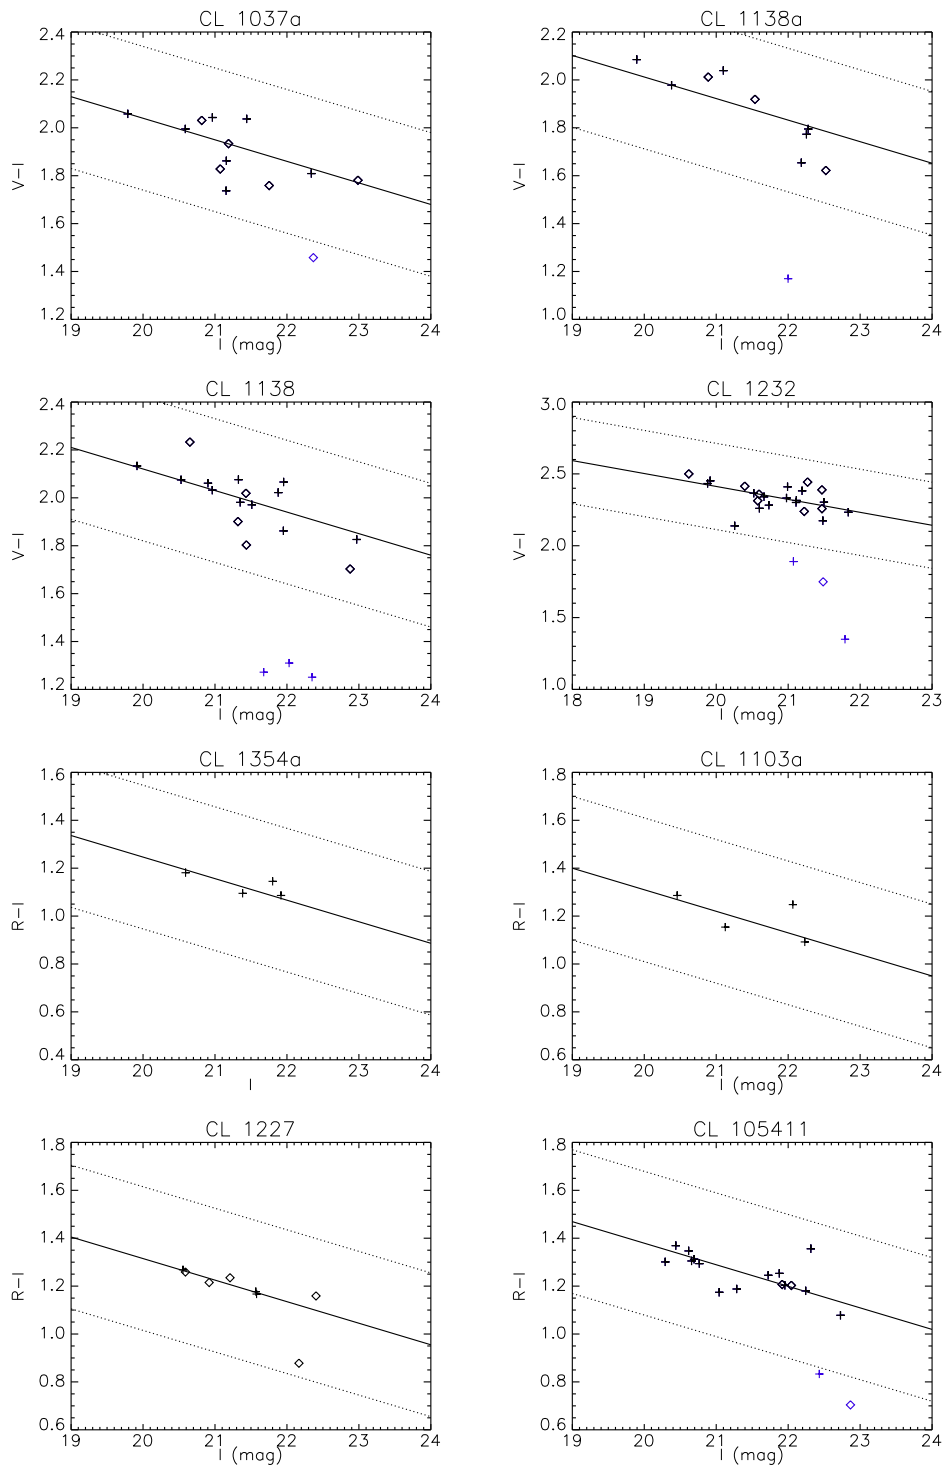 CL 1037a
2.4
2.2
2.0
1.8
1.6
1.4
1.2
V-I
19 20 21 22 23 24
I (mag)
CL 1138a
2.2
2.0
1.8
1.6
1.4
1.2
1.0
V-I
19 20 21 22 23 24
I (mag)
CL 1138
2.4
2.2
2.0
1.8
1.6
1.4
1.2
V-I
19 20 21 22 23 24
I (mag)
CL 1232
3.0
2.5
2.0
1.5
1.0
V-I
18 19 20 21 22 23
I (mag)
CL 1354a
1.6
1.4
1.2
1.0
0.8
0.6
0.4
R-I
19 20 21 22 23 24
I
CL 1103a
1.8
1.6
1.4
1.2
1.0
0.8
0.6
R-I
19 20 21 22 23 24
I (mag)
CL 1227
1.8
1.6
1.4
1.2
1.0
0.8
0.6
R-I
19 20 21 22 23 24
I (mag)
CL 105411
1.8
1.6
1.4
1.2
1.0
0.8
0.6
R-I
19 20 21 22 23 24
I (mag)